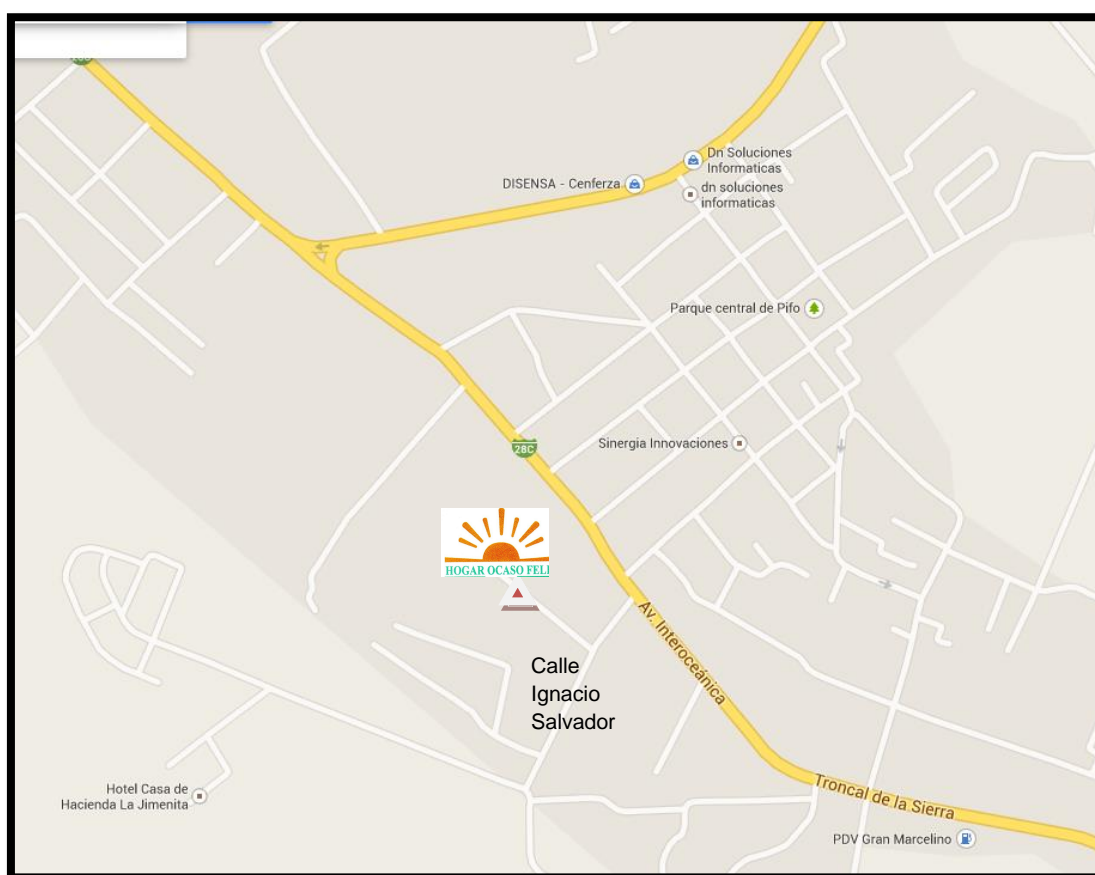 Dn Soluciones
Informaticas
DISENSA - Cenferza
dn soluciones
informaticas
Parque central de Pifo
Sinergia Innovaciones
28C
HOGAR OCASO FELI
Av. Interoceánica
Calle
Ignacio
Salvador
Hotel Casa de
Hacienda La Jimenita
Troncal de la Sierra
PDV Gran Marcelino